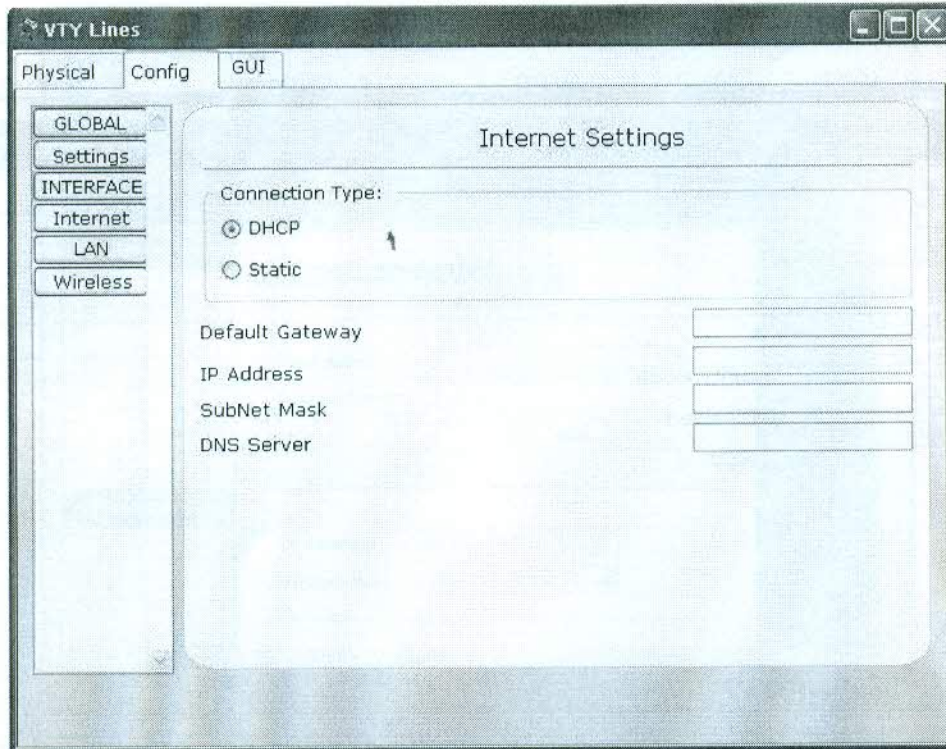 VTY Lines
Physical
Config
GUI
GLOBAL
Settings
INTERFACE
Internet
LAN
Wireless
Internet Settings
Connection Type:
DHCP
Static
Default Gateway
IP Address
SubNet Mask
DNS Server